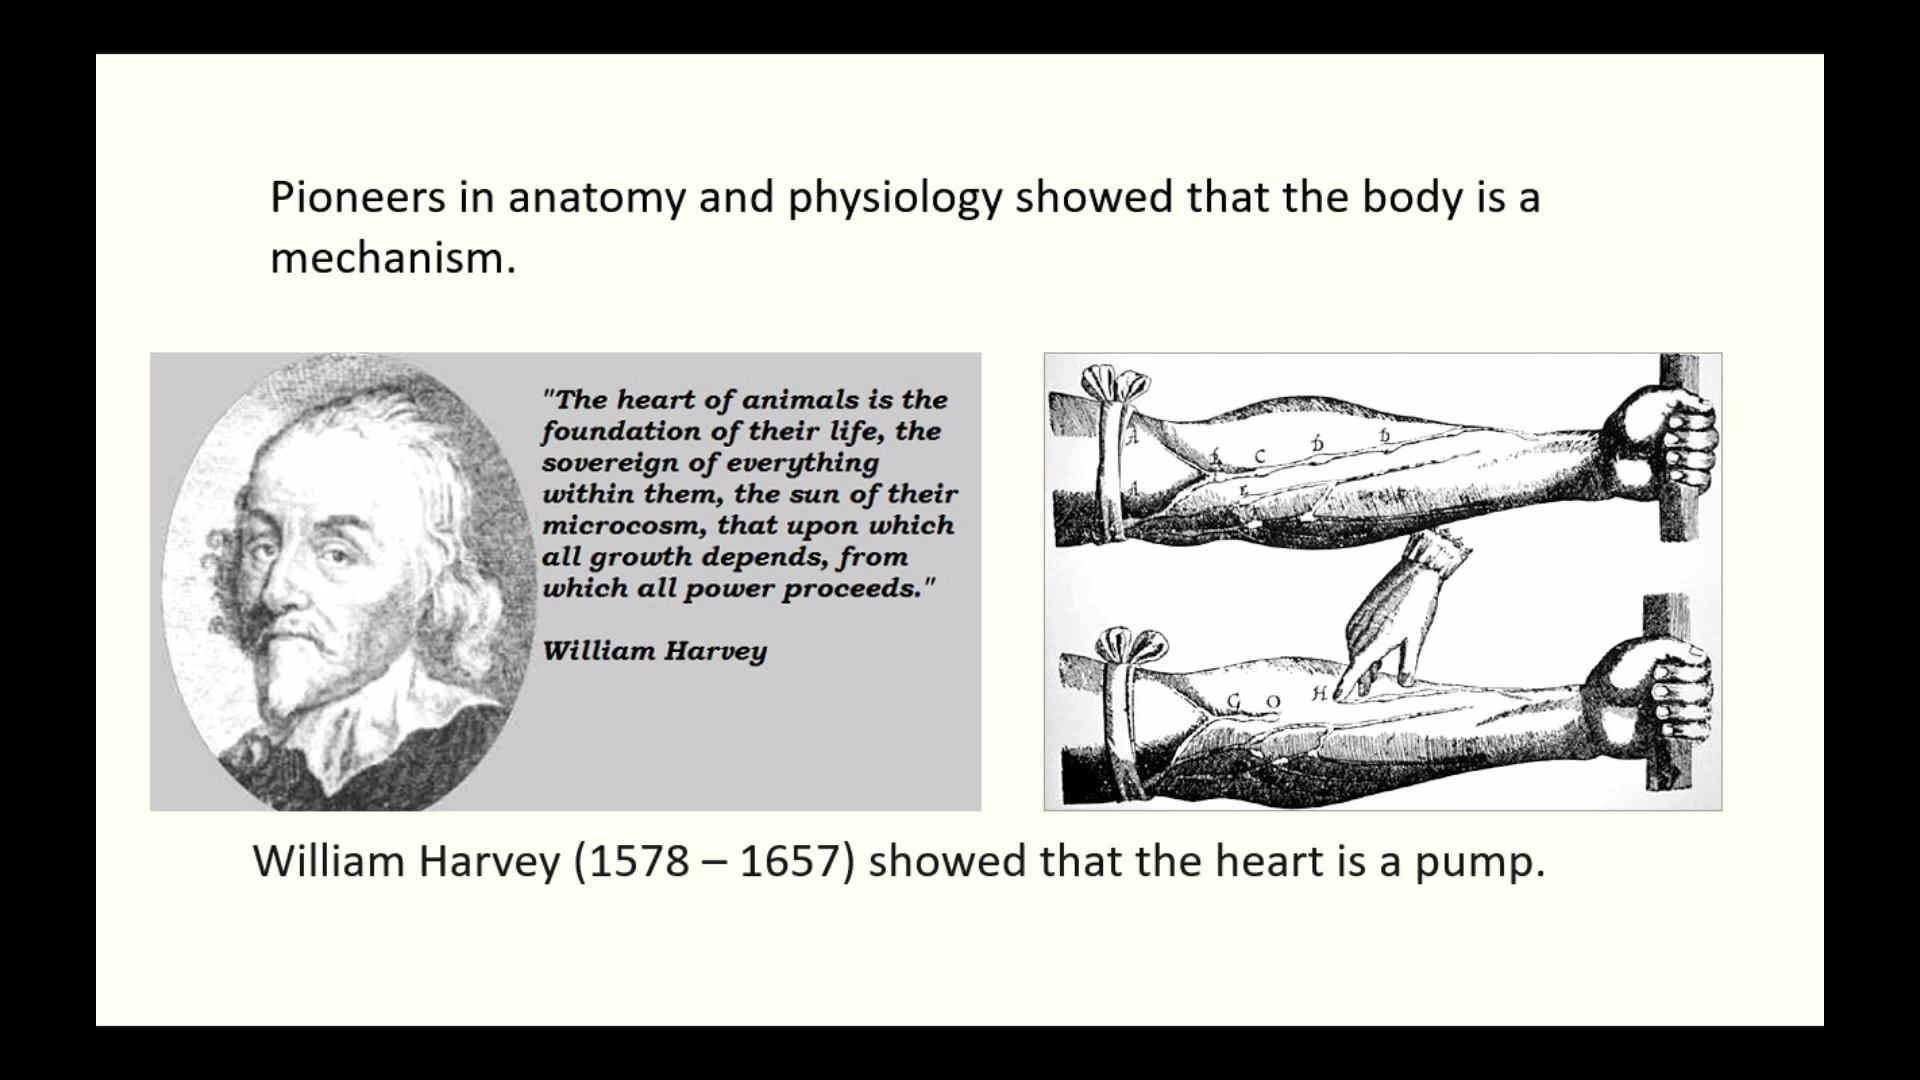 Pioneers in anatomy and physiology showed that the body is a
mechanism.
"The heart of animals is the
foundation of their life, the
sovereign of everything
within them, the sun of their
microcosm, that upon which
all growth depends, from
which all power proceeds."
William Harvey
A
C
D
D
A
E
G O H
William Harvey (1578 – 1657) showed that the heart is a pump.